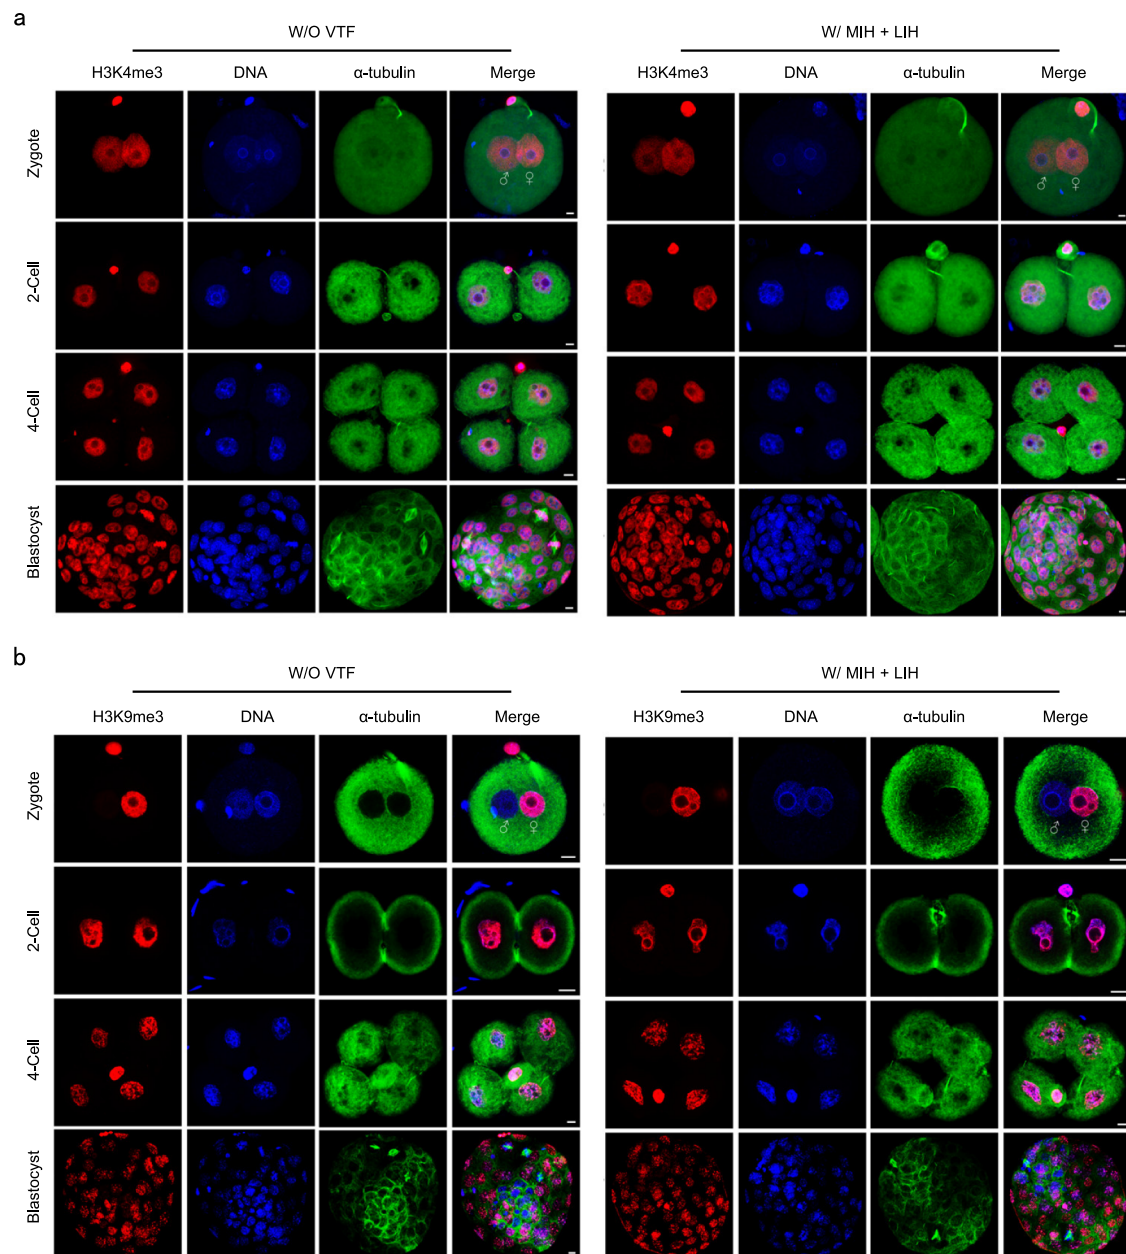 a
W/O VTF
W/ MIH + LIH
H3K4me3 DNA α-tubulin Merge
H3K4me3 DNA α-tubulin Merge
Zygote
♂ ♀
♂ ♀
2-Cell
4-Cell
Blastocyst
b
W/O VTF
W/ MIH + LIH
H3K9me3 DNA α-tubulin Merge
H3K9me3 DNA α-tubulin Merge
Zygote
♂ ♀
♂ ♀
2-Cell
4-Cell
Blastocyst